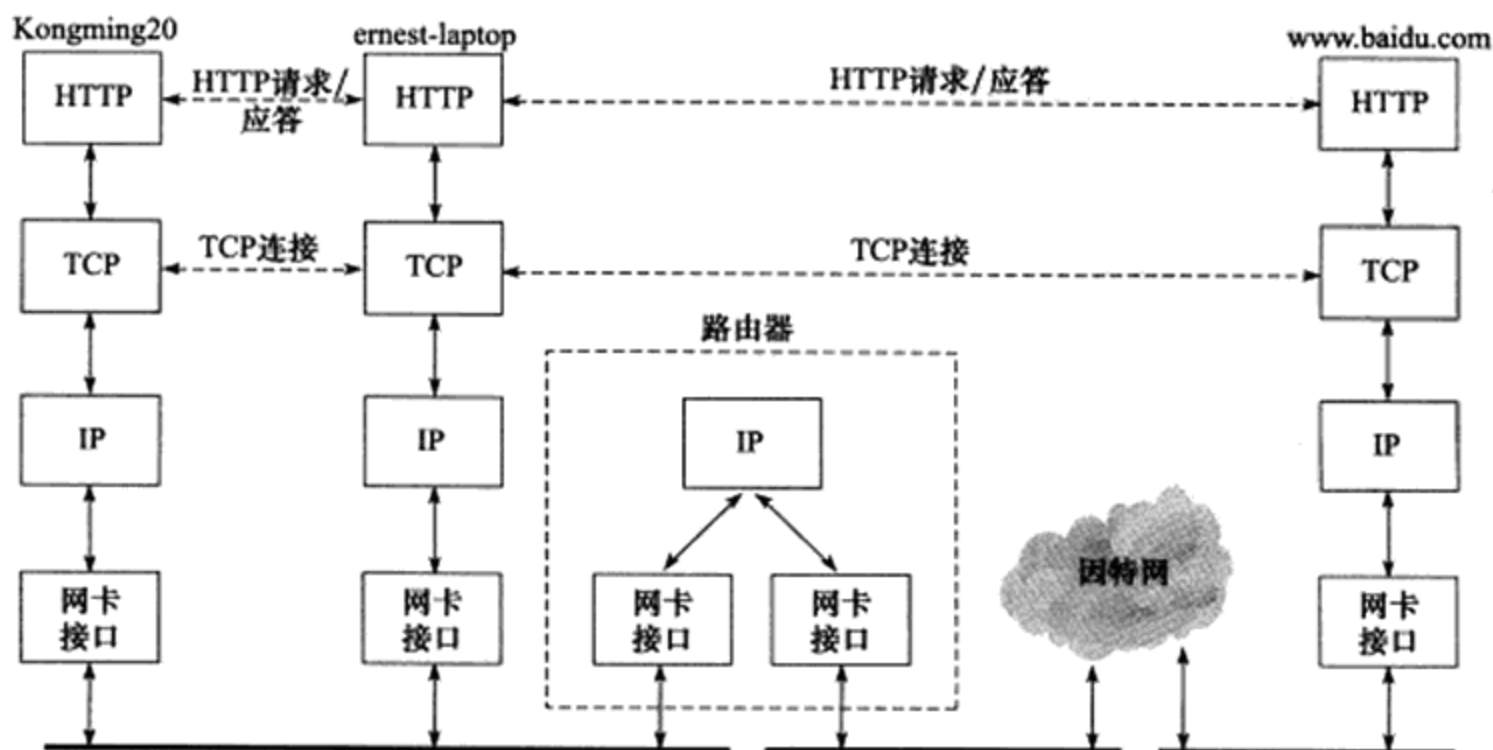 Kongming20
ernest-laptop
www.baidu.com
HTTP
HTTP请求/
应答
HTTP
HTTP请求/应答
HTTP
TCP
TCP连接
TCP
TCP连接
TCP
路由器
IP
IP
IP
IP
因特网
网卡
接口
网卡
接口
网卡
接口
网卡
接口
网卡
接口